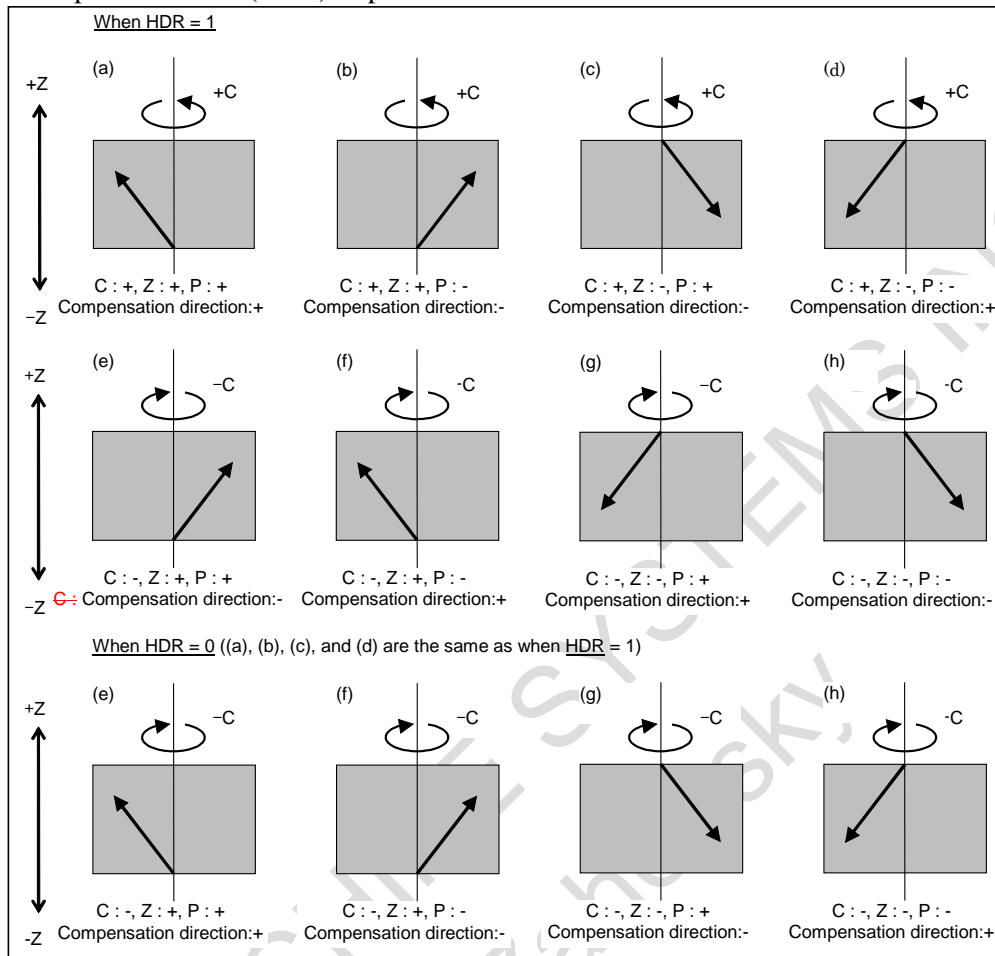 When HDR = 1
(a) (b) (c) (d)
+Z +C +C +C +C
−Z
C : +, Z : +, P : + C : +, Z : +, P : - C : +, Z : -, P : + C : +, Z : -, P : -
Compensation direction:+ Compensation direction:- Compensation direction:- Compensation direction:+
(e) (f) (g) (h)
+Z −C -C −C -C
C : -, Z : +, P : + C : -, Z : +, P : - C : -, Z : -, P : + C : -, Z : -, P : -
−Z C : Compensation direction:- Compensation direction:+ Compensation direction:+ Compensation direction:-
When HDR = 0 ((a), (b), (c), and (d) are the same as when HDR = 1)
(e) (f) (g) (h)
+Z −C −C −C -C
C : -, Z : +, P : + C : -, Z : +, P : - C : -, Z : -, P : + C : -, Z : -, P : -
-Z Compensation direction:+ Compensation direction:- Compensation direction:- Compensation direction:+
SYSTEMS
sky